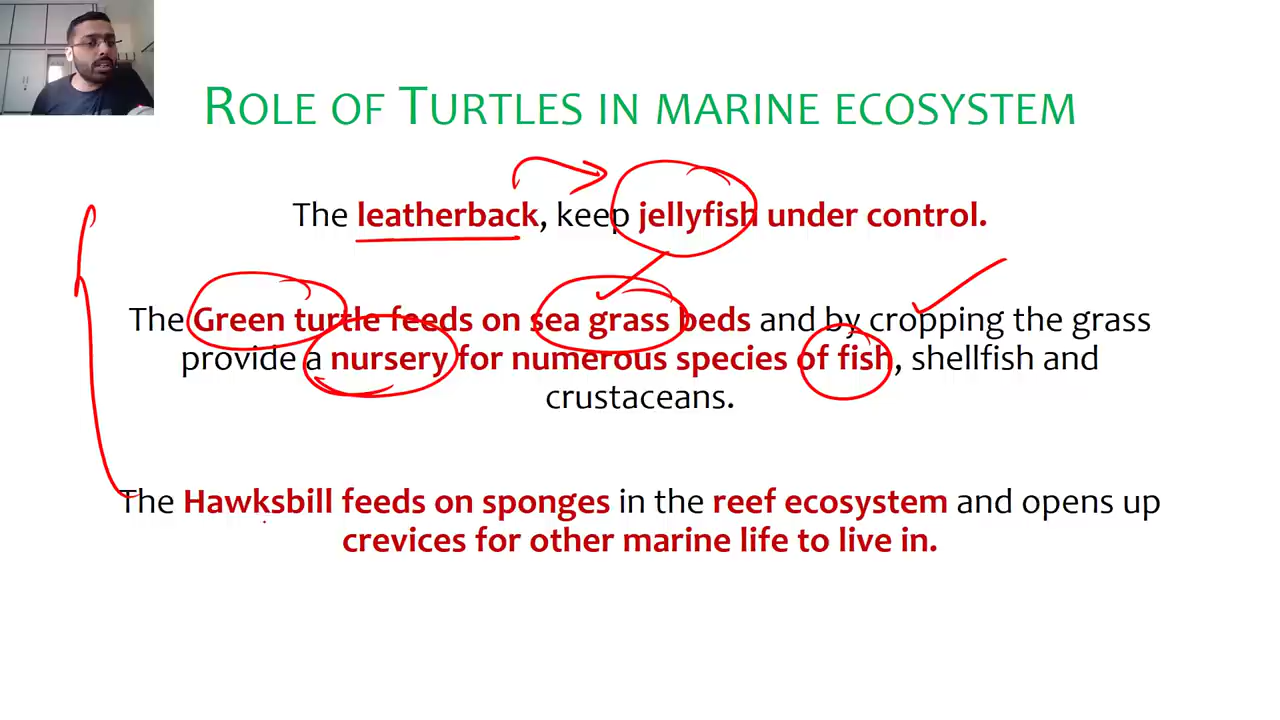 ROLE OF TURTLES IN MARINE ECOSYSTEM
The leatherback, keep jellyfish under control.
The Green turtle feeds on sea grass beds and by cropping the grass
provide a nursery for numerous species of fish, shellfish and
crustaceans.
The Hawksbill feeds on sponges in the reef ecosystem and opens up
crevices for other marine life to live in.